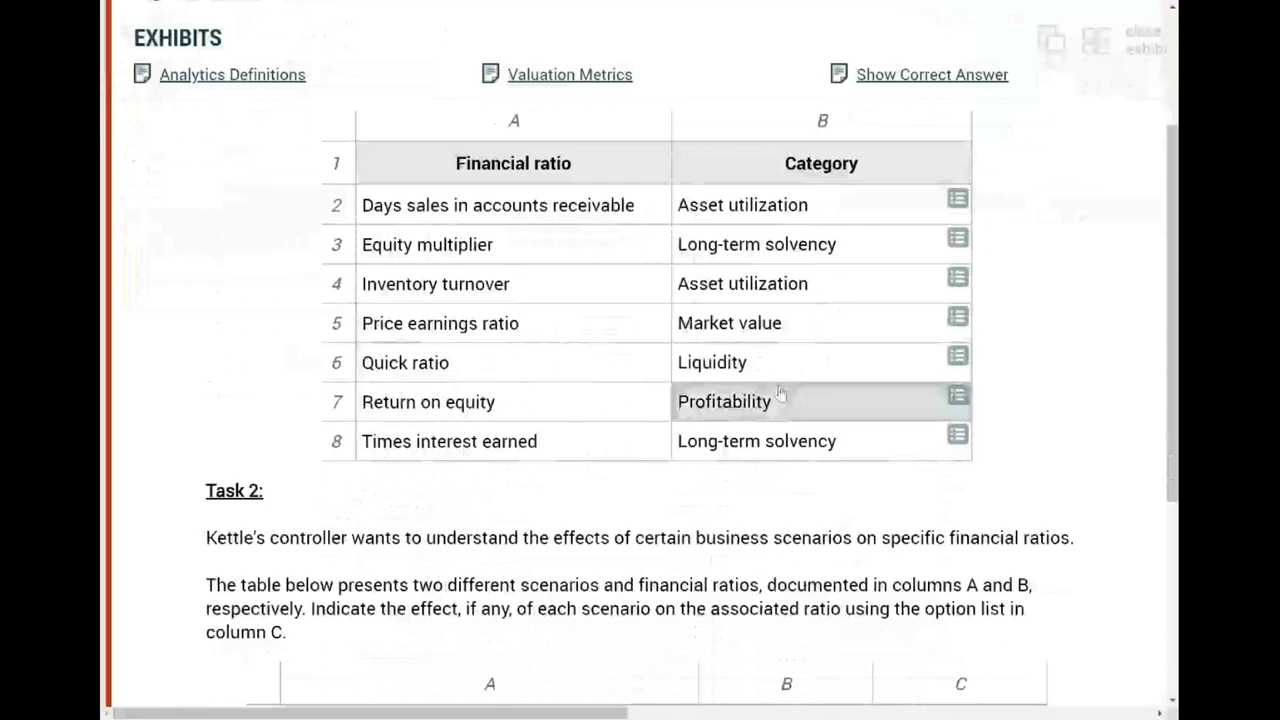 EXHIBITS
close
exhibi
Analytics Definitions
Valuation Metrics
Show Correct Answer
A B
1 Financial ratio Category
2 Days sales in accounts receivable Asset utilization
3 Equity multiplier Long-term solvency
4 Inventory turnover Asset utilization
5 Price earnings ratio Market value
6 Quick ratio Liquidity
7 Return on equity Profitability
8 Times interest earned Long-term solvency
Task 2:
Kettle's controller wants to understand the effects of certain business scenarios on specific financial ratios.
The table below presents two different scenarios and financial ratios, documented in columns A and B,
respectively. Indicate the effect, if any, of each scenario on the associated ratio using the option list in
column C.
A B C